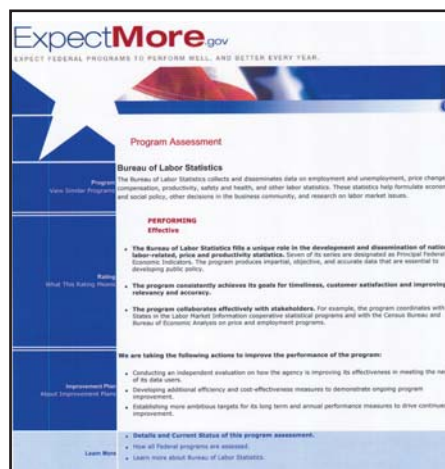 ExpectMore.gov
EXPECT FEDERAL PROGRAMS TO PERFORM WELL, AND BETTER EVERY YEAR.
Program Assessment
Program
View Similar Programs
Bureau of Labor Statistics
The Bureau of Labor Statistics collects and disseminates data on employment and unemployment, price change
compensation, productivity, safety and health, and other labor statistics. These statistics help formulate econo
and social policy, other decisions in the business community, and research on labor market issues.
Rating
What This Rating Means
PERFORMING
Effective
• The Bureau of Labor Statistics fills a unique role in the development and dissemination of nation
labor-related, price and productivity statistics. Seven of its series are designated as Principal Federal
Economic Indicators. The program produces impartial, objective, and accurate data that are essential to
developing public policy.
• The program consistently achieves its goals for timeliness, customer satisfaction and improving
relevancy and accuracy.
• The program collaborates effectively with stakeholders. For example, the program coordinates with
States in the Labor Market Information cooperative statistical programs and with the Census Bureau and
Bureau of Economic Analysis on price and employment programs.
Improvement Plan
About Improvement Plans
We are taking the following actions to improve the performance of the program:
• Conducting an independent evaluation on how the agency is improving its effectiveness in meeting the nee
of its data users.
• Developing additional efficiency and cost-effectiveness measures to demonstrate ongoing program
improvement.
• Establishing more ambitious targets for its long term and annual performance measures to drive continue
improvement.
Learn More
• Details and Current Status of this program assessment.
• How all Federal programs are assessed.
• Learn more about Bureau of Labor Statistics.